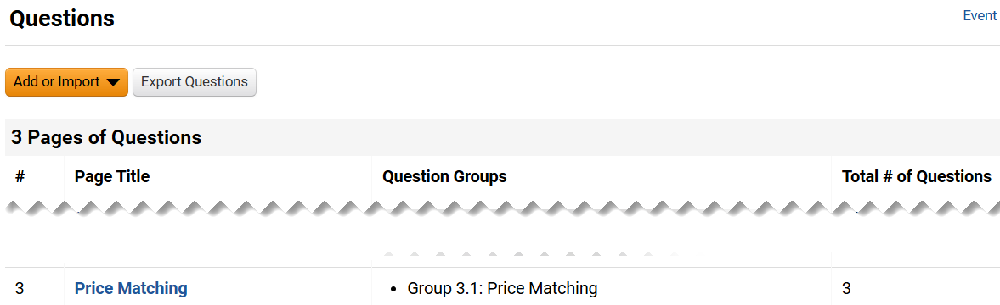 Questions
Event
Add or Import
Export Questions
3 Pages of Questions
# Page Title Question Groups Total # of Questions
3 Price Matching • Group 3.1: Price Matching 3